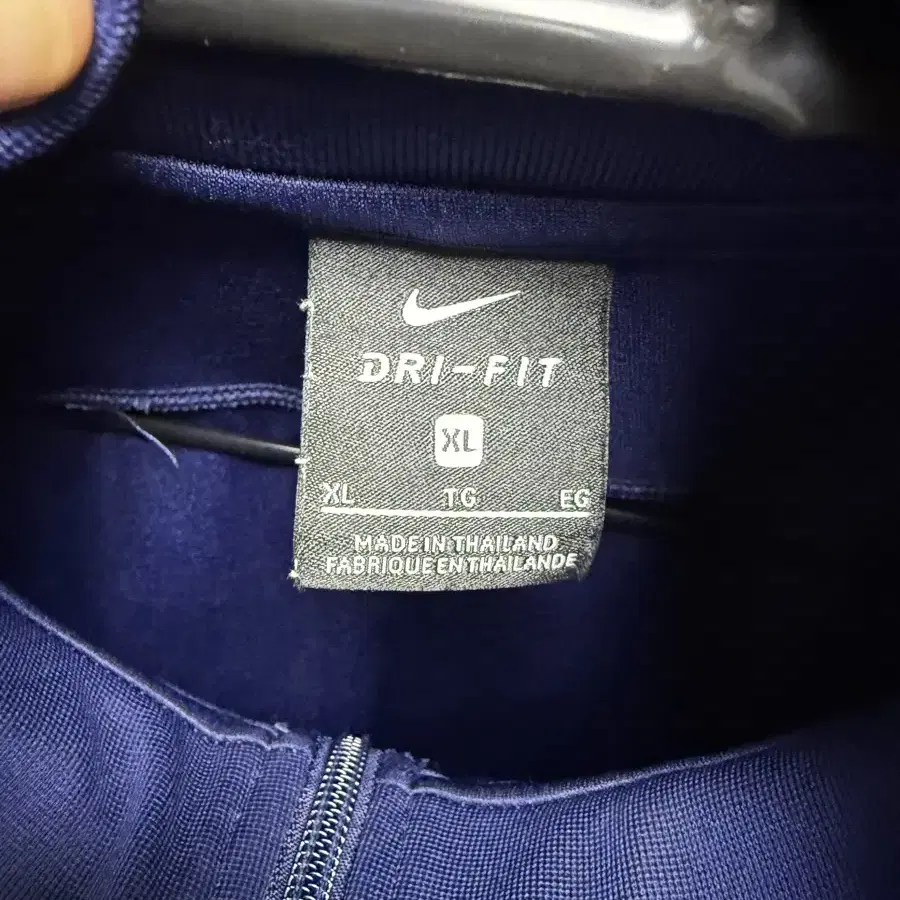 DRI-FIT
XL
XL TG EG
MADE IN THAILAND
FABRIQUE EN THAILANDE